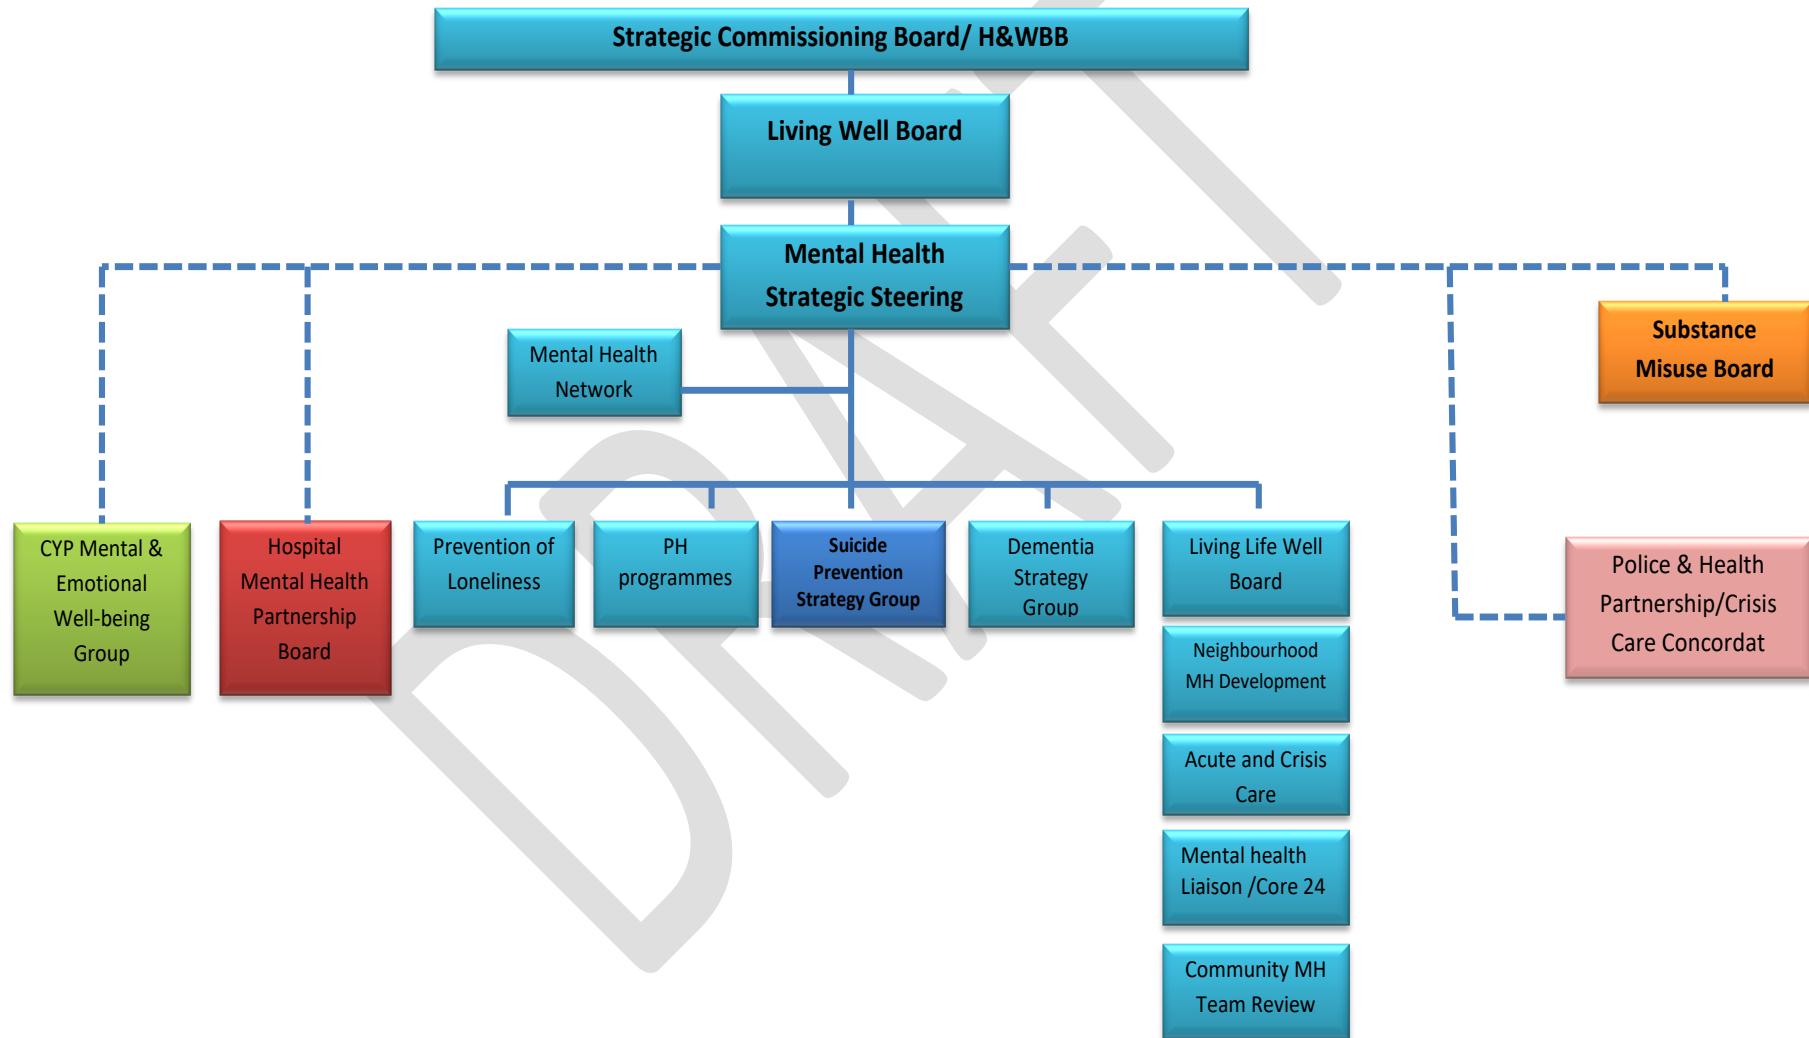 Strategic Commissioning Board/ H&WBB
Living Well Board
Mental Health
Strategic Steering
Mental Health
Network
Substance
Misuse Board
CYP Mental &
Emotional
Well-being
Group
Hospital
Mental Health
Partnership
Board
Prevention of
Loneliness
PH
programmes
Suicide
Prevention
Strategy Group
Dementia
Strategy
Group
Living Life Well
Board
Police & Health
Partnership/Crisis
Care Concordat
Neighbourhood
MH Development
Acute and Crisis
Care
Mental health
Liaison /Core 24
Community MH
Team Review
DRAFT